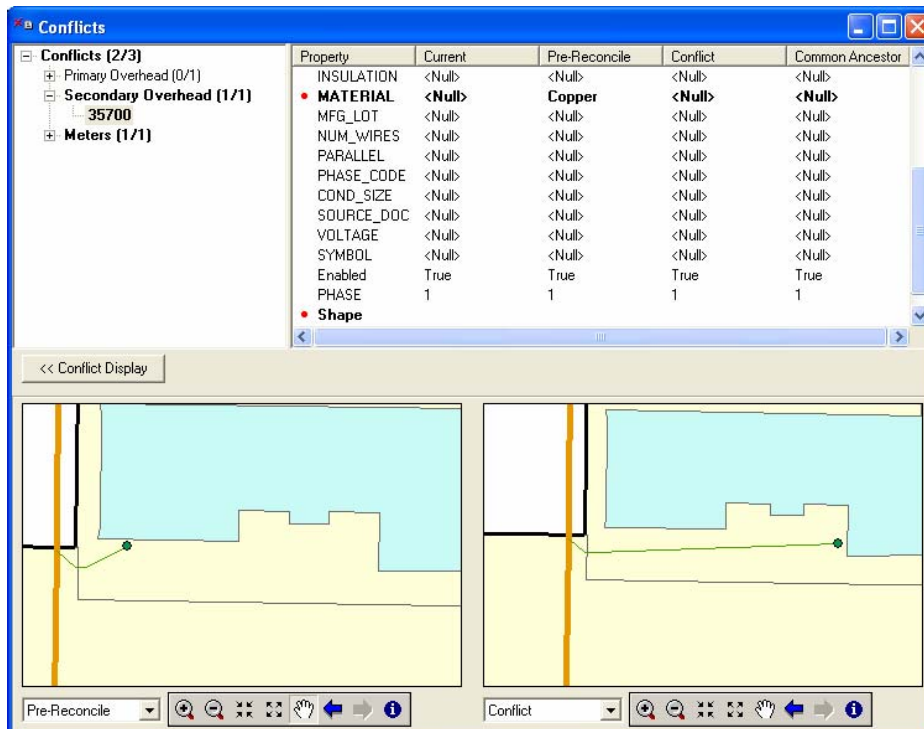 Conflicts
Conflicts (2/3)
Primary Overhead (0/1)
Secondary Overhead (1/1)
35700
Meters (1/1)
Property Current Pre-Reconcile Conflict Common Ancestor
INSULATION <Null> <Null> <Null> <Null>
MATERIAL <Null> Copper <Null> <Null>
MFG_LOT <Null> <Null> <Null> <Null>
NUM_WIRES <Null> <Null> <Null> <Null>
PARALLEL <Null> <Null> <Null> <Null>
PHASE_CODE <Null> <Null> <Null> <Null>
COND_SIZE <Null> <Null> <Null> <Null>
SOURCE_DOC <Null> <Null> <Null> <Null>
VOLTAGE <Null> <Null> <Null> <Null>
SYMBOL <Null> <Null> <Null> <Null>
Enabled True True True True
PHASE 1 1 1 1
Shape
<< Conflict Display
Pre-Reconcile
Conflict